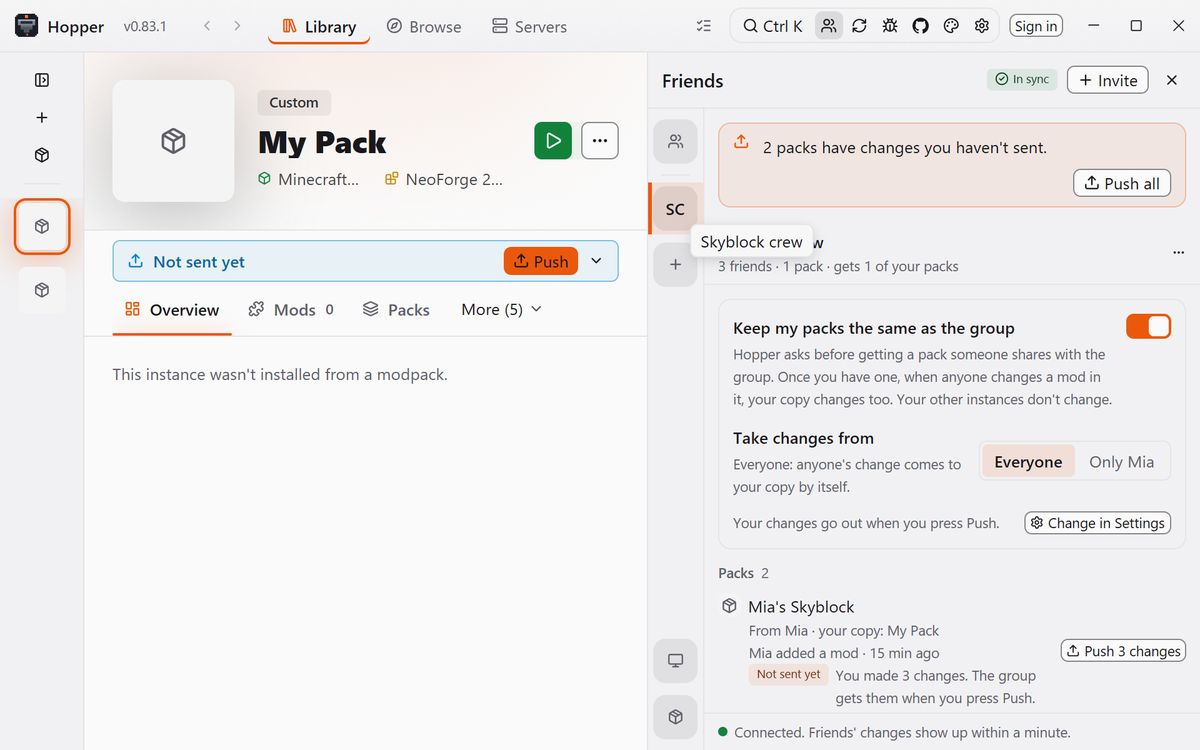 Hopper v0.83.1
Library
Browse
Servers
Ctrl K
Sign in
Custom
My Pack
Minecraft...
NeoForge 2...
Not sent yet
Push
Overview
Mods 0
Packs
More (5)
This instance wasn't installed from a modpack.
Friends
In sync
Invite
2 packs have changes you haven't sent.
Push all
SC
Skyblock crew
w
3 friends · 1 pack · gets 1 of your packs
Keep my packs the same as the group
Hopper asks before getting a pack someone shares with the
group. Once you have one, when anyone changes a mod in
it, your copy changes too. Your other instances don't change.
Take changes from
Everyone: anyone's change comes to
your copy by itself.
Everyone
Only Mia
Your changes go out when you press Push.
Change in Settings
Packs 2
Mia's Skyblock
From Mia · your copy: My Pack
Mia added a mod · 15 min ago
Push 3 changes
Not sent yet
You made 3 changes. The group
gets them when you press Push.
Connected. Friends' changes show up within a minute.